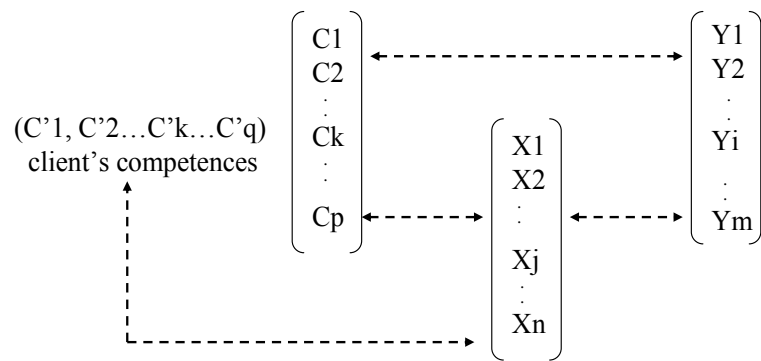 (C’1, C’2…C’k…C’q)
client’s competences
C1
C2
.
.
Ck
.
.
Cp
X1
X2
.
.
Xj
.
.
Xn
Y1
Y2
.
.
Yi
.
.
Ym